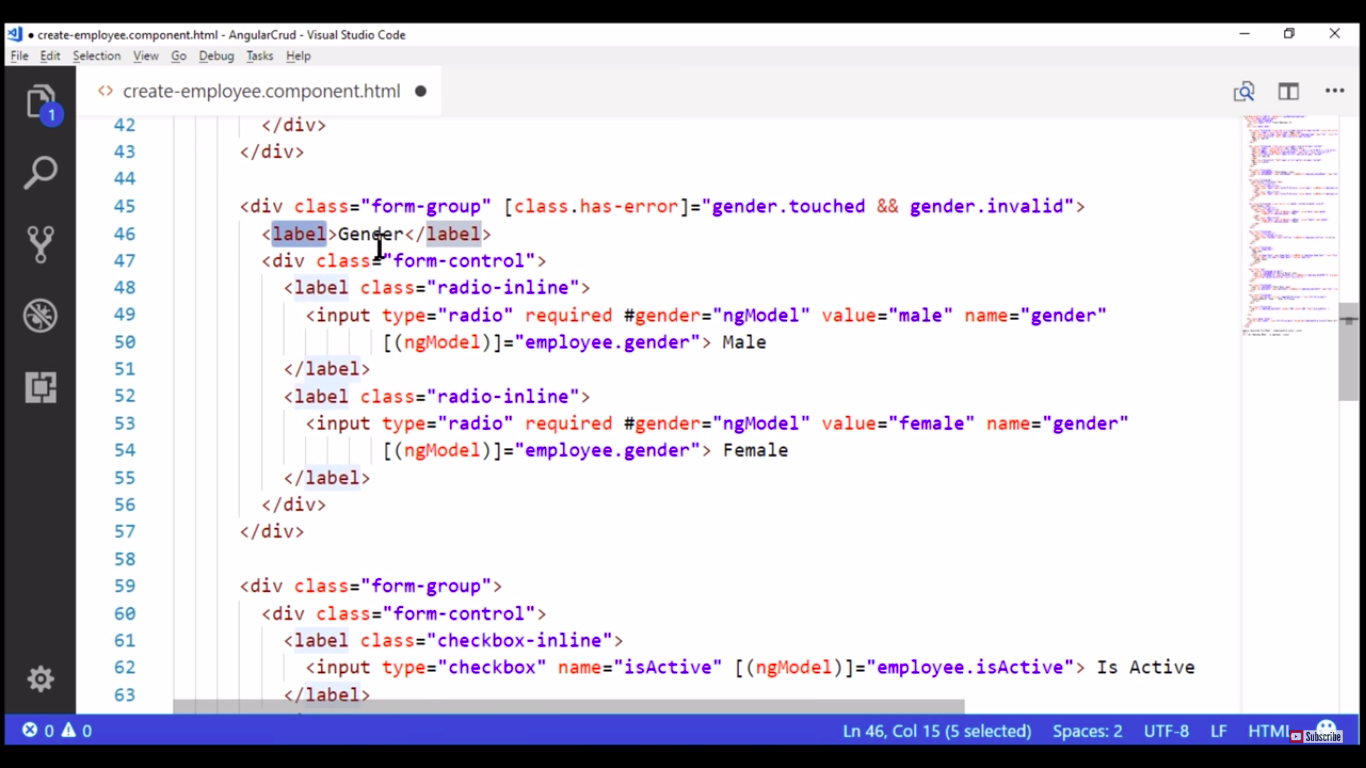 create-employee.component.html - AngularCrud - Visual Studio Code
File Edit Selection View Go Debug Tasks Help
create-employee.component.html
1
42 </div>
43 </div>
44
45 <div class="form-group" [class.has-error]="gender.touched && gender.invalid">
46 <label>Gender</label>
47 <div class="form-control">
48 <label class="radio-inline">
49 <input type="radio" required #gender="ngModel" value="male" name="gender"
50 [(ngModel)]="employee.gender"> Male
51 </label>
52 <label class="radio-inline">
53 <input type="radio" required #gender="ngModel" value="female" name="gender"
54 [(ngModel)]="employee.gender"> Female
55 </label>
56 </div>
57 </div>
58
59 <div class="form-group">
60 <div class="form-control">
61 <label class="checkbox-inline">
62 <input type="checkbox" name="isActive" [(ngModel)]="employee.isActive"> Is Active
63 </label>
0 0 Ln 46, Col 15 (5 selected) Spaces: 2 UTF-8 LF HTML
Subscribe